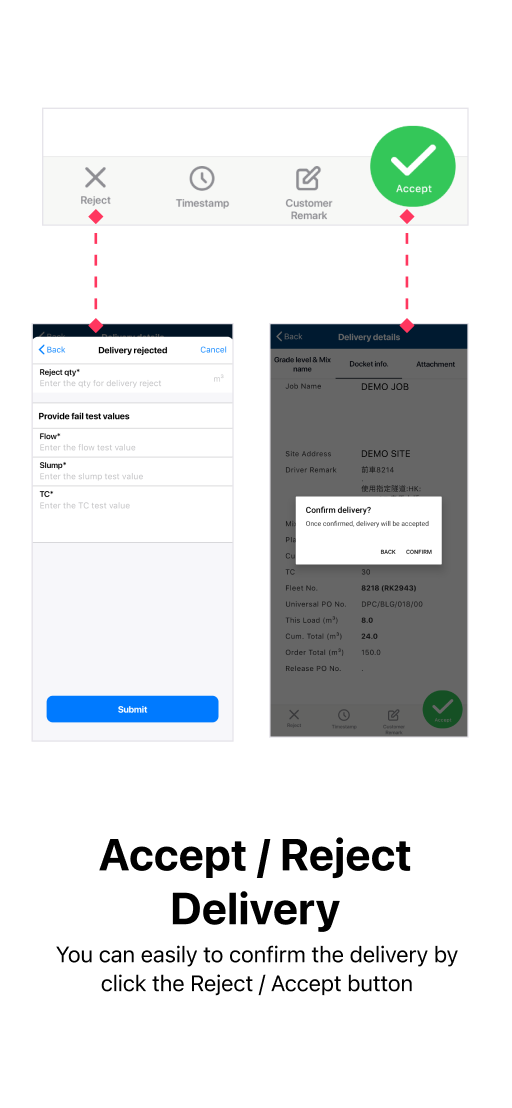 Reject
Timestamp
Customer
Remark
Accept
Back
Delivery rejected
Cancel
Reject qty*
Enter the qty for delivery reject
m³
Provide fail test values
Flow*
Enter the flow test value
Slump*
Enter the slump test value
TC*
Enter the TC test value
Submit
Back
Delivery details
Grade level & Mix
name
Docket info.
Attachment
Job Name
DEMO JOB
Site Address
DEMO SITE
Driver Remark
前車8214
.
使用指定隧道:HK:
Confirm delivery?
Once confirmed, delivery will be accepted
BACK
CONFIRM
TC
30
Fleet No.
8218 (RK2943)
Universal PO No.
DPC/BLG/018/00
This Load (m³)
8.0
Cum. Total (m³)
24.0
Order Total (m³)
150.0
Release PO No.
.
Reject
Timestamp
Customer
Remark
Accept
Accept / Reject
Delivery
You can easily to confirm the delivery by
click the Reject / Accept button